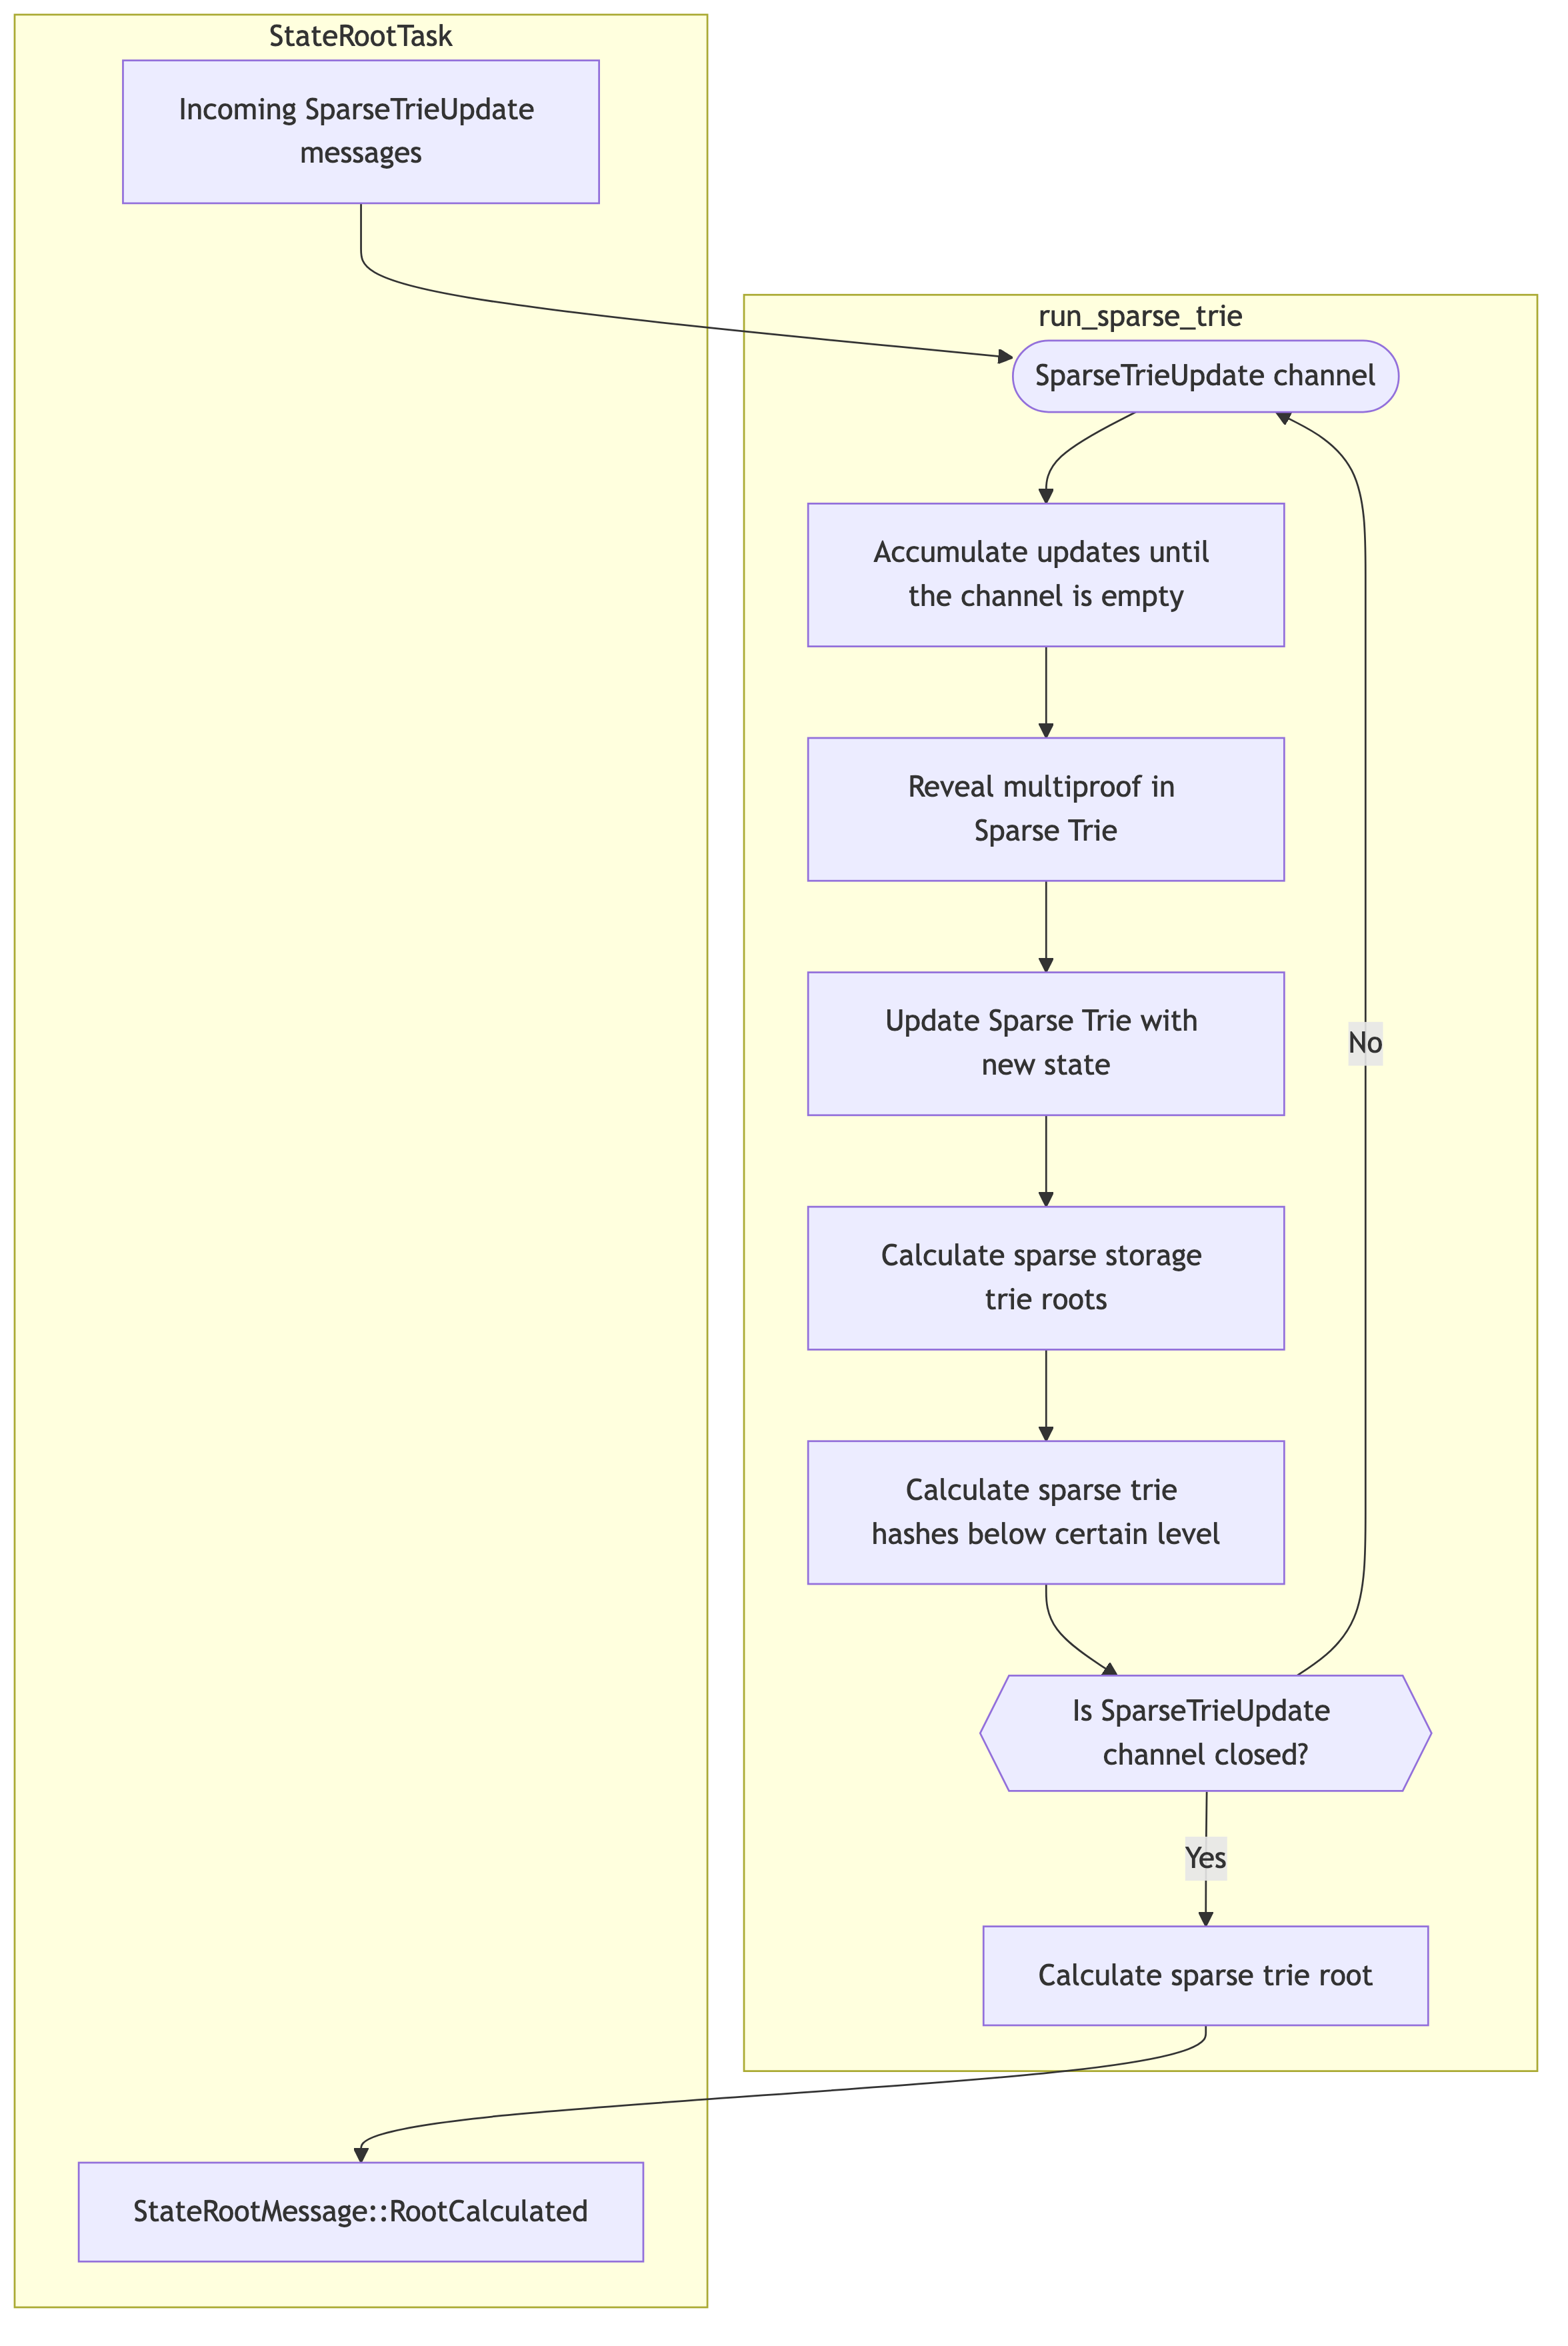 StateRootTask
Incoming SparseTrieUpdate
messages
run_sparse_trie
SparseTrieUpdate channel
Accumulate updates until
the channel is empty
Reveal multiproof in
Sparse Trie
Update Sparse Trie with
new state
No
Calculate sparse storage
trie roots
Calculate sparse trie
hashes below certain level
Is SparseTrieUpdate
channel closed?
Yes
Calculate sparse trie root
StateRootMessage::RootCalculated